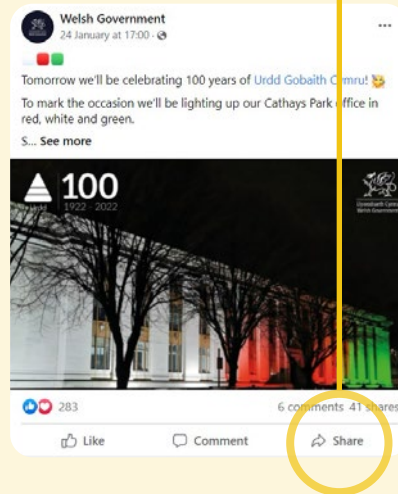 Welsh Government
24 January at 17:00
Tomorrow we'll be celebrating 100 years of Urdd Gobaith Cymru!
To mark the occasion we'll be lighting up our Cathays Park office in
red, white and green.
S... See more
100
Urdd 1922 - 2022
Llywodraeth Cymru
Welsh Government
283
6 comments 41 shares
Like Comment Share